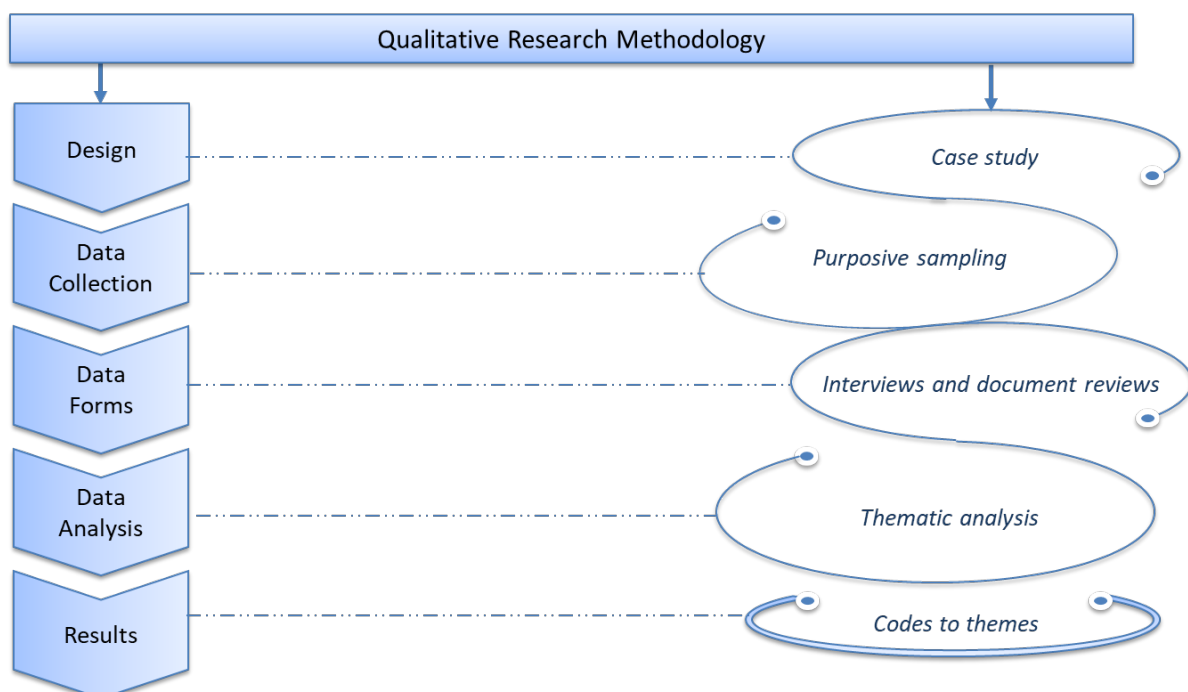 Qualitative Research Methodology
Design
Case study
Data
Collection
Purposive sampling
Data
Forms
Interviews and document reviews
Data
Analysis
Thematic analysis
Results
Codes to themes